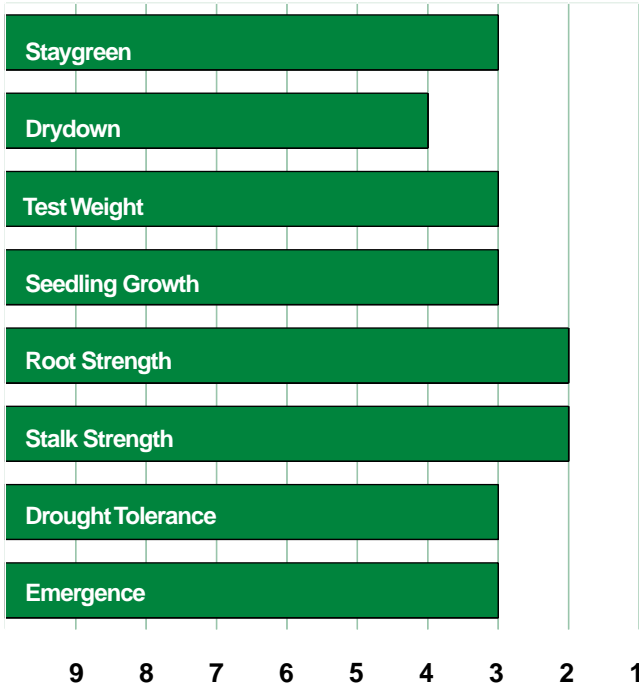 Staygreen
Drydown
Test Weight
Seedling Growth
Root Strength
Stalk Strength
Drought Tolerance
Emergence
9 8 7 6 5 4 3 2 1